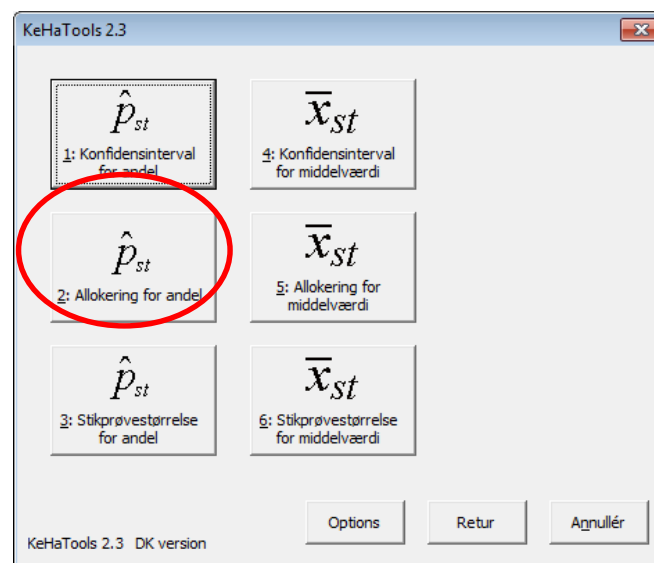 KeHaTools 2.3
p̂st
1: Konfidensinterval
for andel
x̅st
4: Konfidensinterval
for middelværdi
p̂st
2: Allokering for andel
x̅st
5: Allokering for
middelværdi
p̂st
3: Stikprøvestørrelse
for andel
x̅st
6: Stikprøvestørrelse
for middelværdi
Options
Retur
Annullér
KeHaTools 2.3 DK version